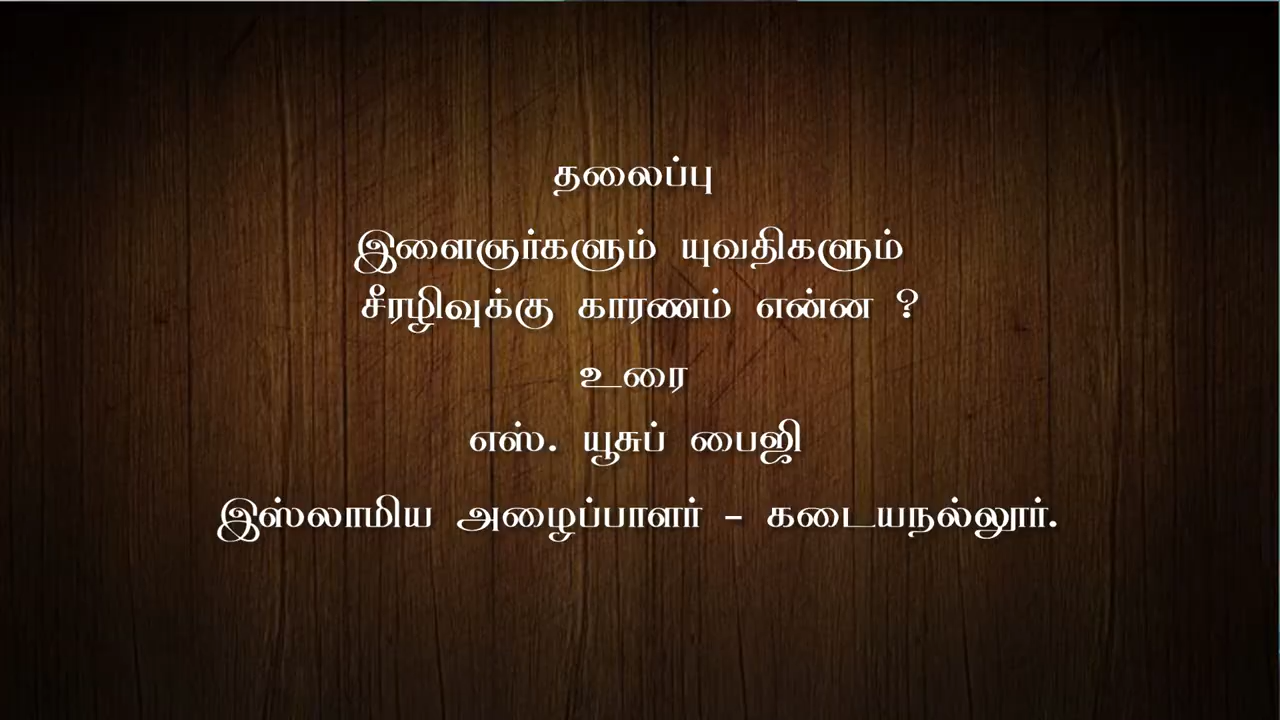 தலைப்பு
இளைஞர்களும் யுவதிகளும்
சீரழிவுக்கு காரணம் என்ன ?
உரை
எஸ். யூசுப் பைஜி
இஸ்லாமிய அழைப்பாளர் - கடையநல்லூர்.